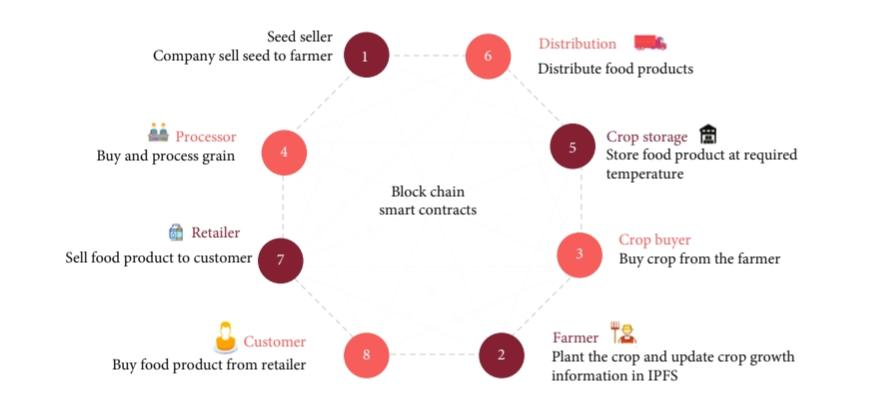 Seed seller
Company sell seed to farmer
1
6
Distribution
Distribute food products
Processor
Buy and process grain
4
5
Crop storage
Store food product at required
temperature
Block chain
smart contracts
Retailer
Sell food product to customer
7
3
Crop buyer
Buy crop from the farmer
Customer
Buy food product from retailer
8
2
Farmer
Plant the crop and update crop growth
information in IPFS